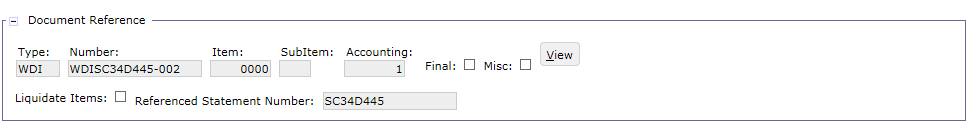 Document Reference
Type: Number: Item: SubItem: Accounting:
WDI WDISC34D445-002 0000 1 Final: Misc: View
Liquidate Items: Referenced Statement Number: SC34D445